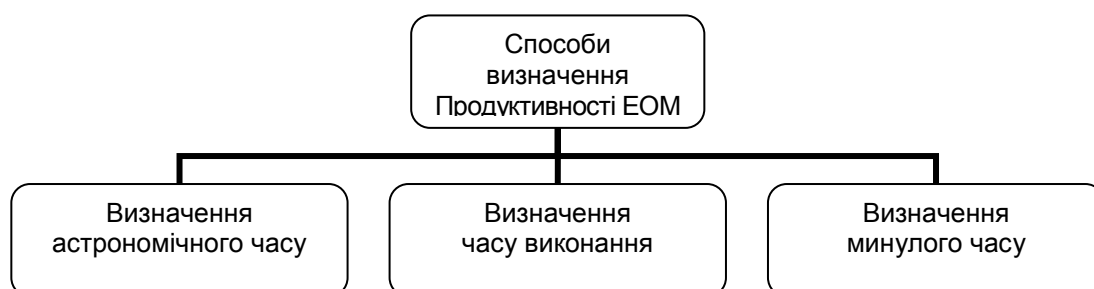 Способи
визначення
Продуктивності ЕОМ
Визначення
астрономічного часу
Визначення
часу виконання
Визначення
минулого часу